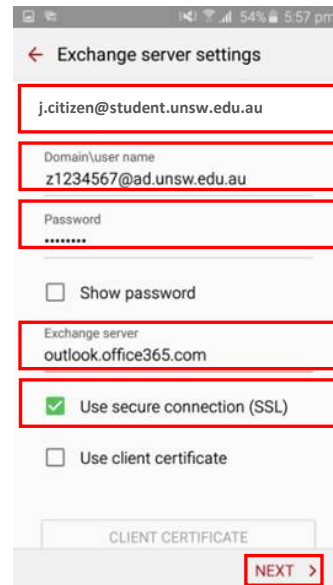 54% 5:57 pm
Exchange server settings
j.citizen@student.unsw.edu.au
Domain\user name
z1234567@ad.unsw.edu.au
Password
••••••••
Show password
Exchange server
outlook.office365.com
Use secure connection (SSL)
Use client certificate
CLIENT CERTIFICATE
NEXT >